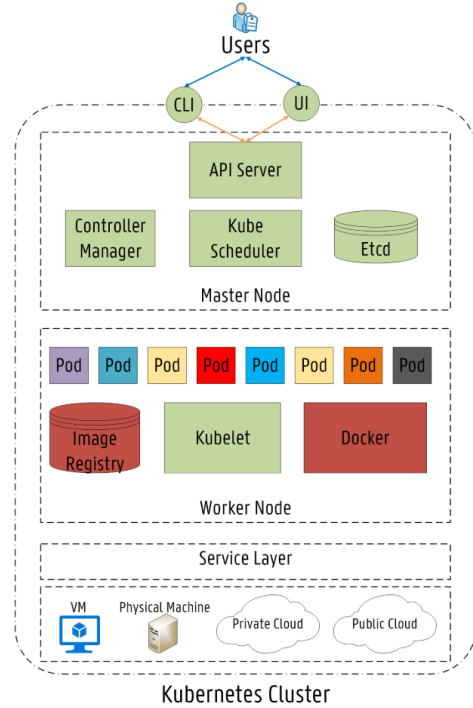 Users
CLI
UI
API Server
Controller
Manager
Kube
Scheduler
Etcd
Master Node
Pod
Pod
Pod
Pod
Pod
Pod
Pod
Pod
Image
Registry
Kubelet
Docker
Worker Node
Service Layer
VM
Physical Machine
Private Cloud
Public Cloud
Kubernetes Cluster